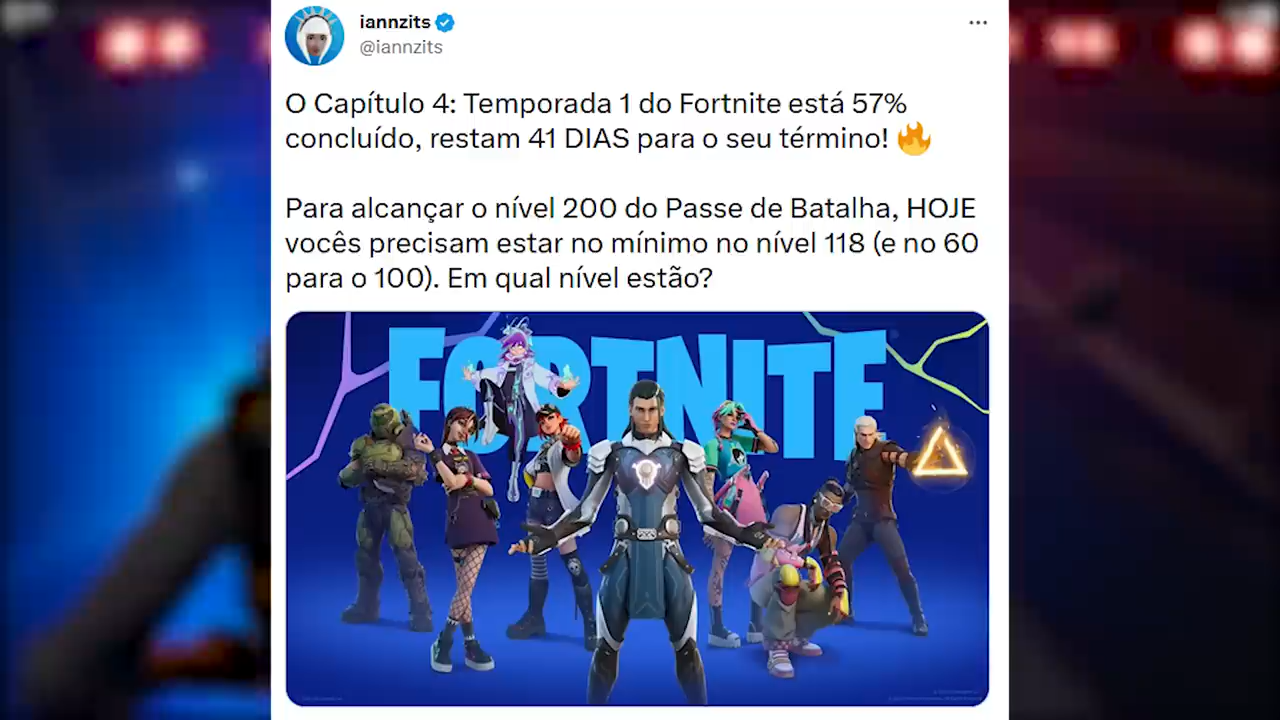 iannzits
@iannzits
O Capítulo 4: Temporada 1 do Fortnite está 57%
concluído, restam 41 DIAS para o seu término! 🔥
Para alcançar o nível 200 do Passe de Batalha, HOJE
vocês precisam estar no mínimo no nível 118 (e no 60
para o 100). Em qual nível estão?
FORTNITE